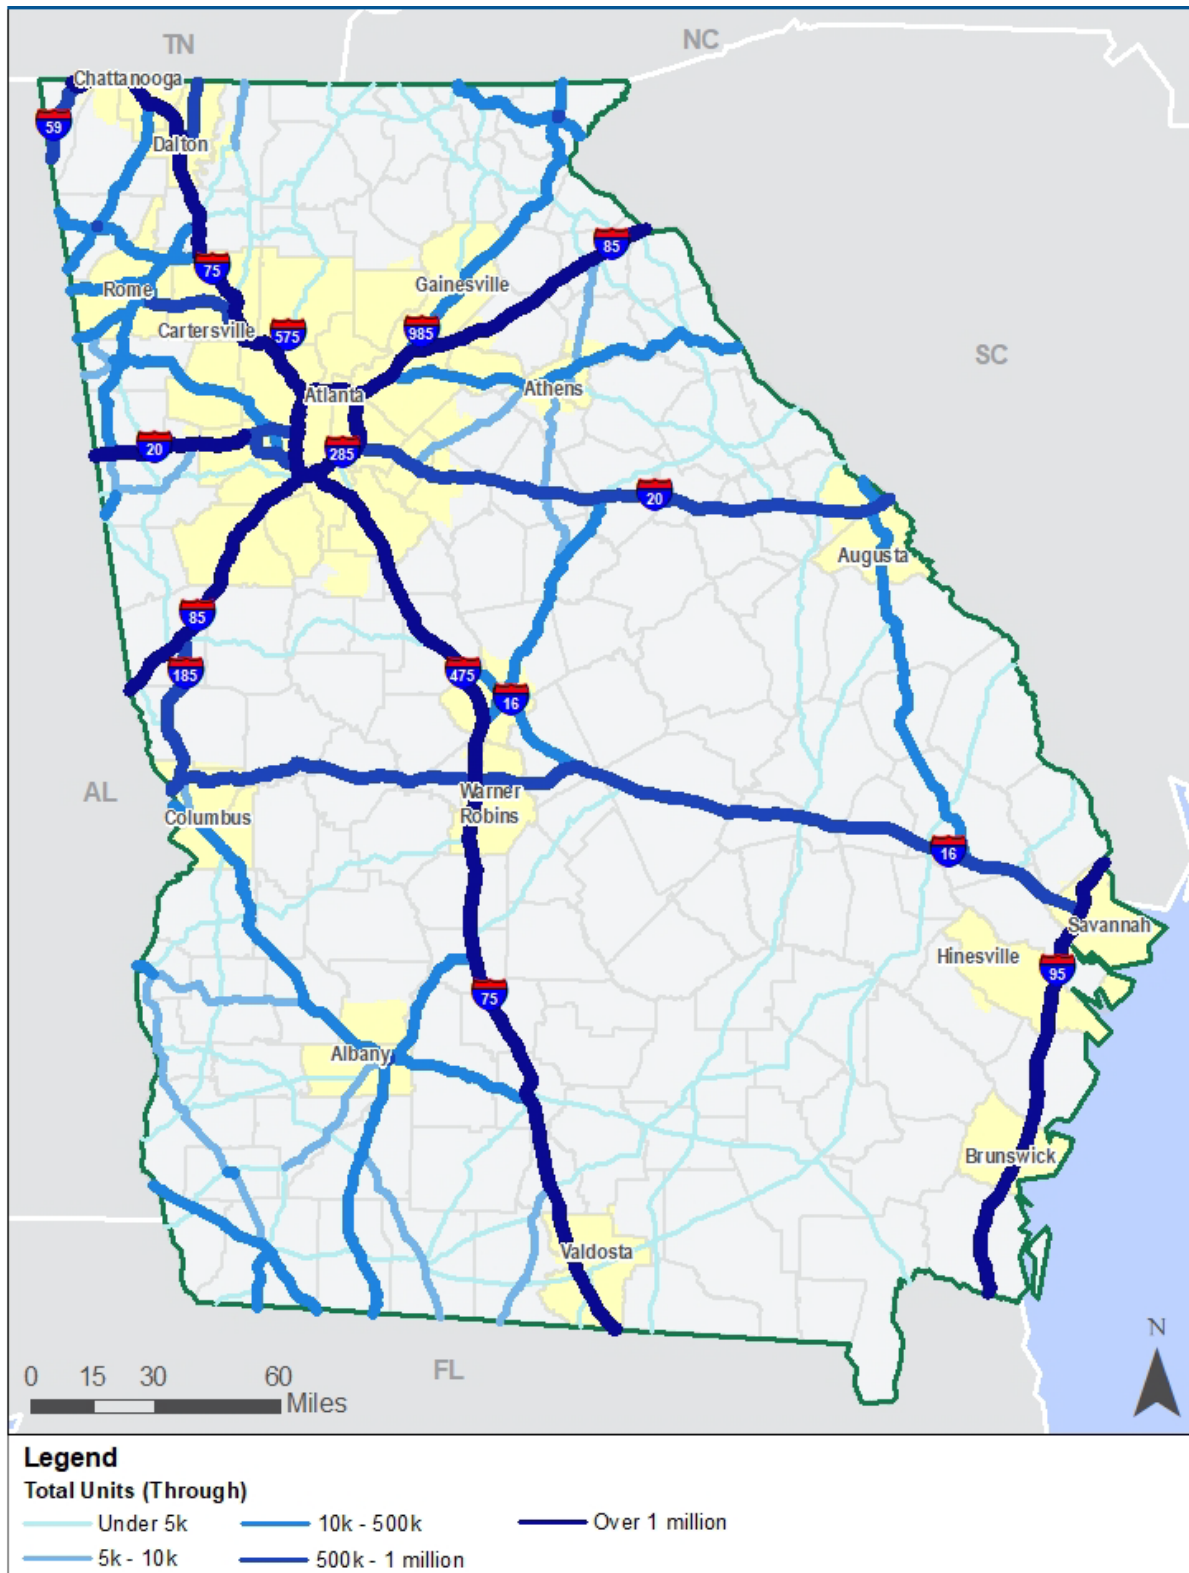 TN
NC
Chattanooga
59
Dalton
85
75
Gainesville
Rome
Cartersville
575
985
SC
Atlanta
Athens
20
285
20
Augusta
85
185
475
16
AL
Warner
Robins
Columbus
16
Savannah
Hinesville
95
75
Albany
Brunswick
Valdosta
N
FL
0 15 30 60
Miles
Legend
Total Units (Through)
Under 5k 10k - 500k Over 1 million
5k - 10k 500k - 1 million